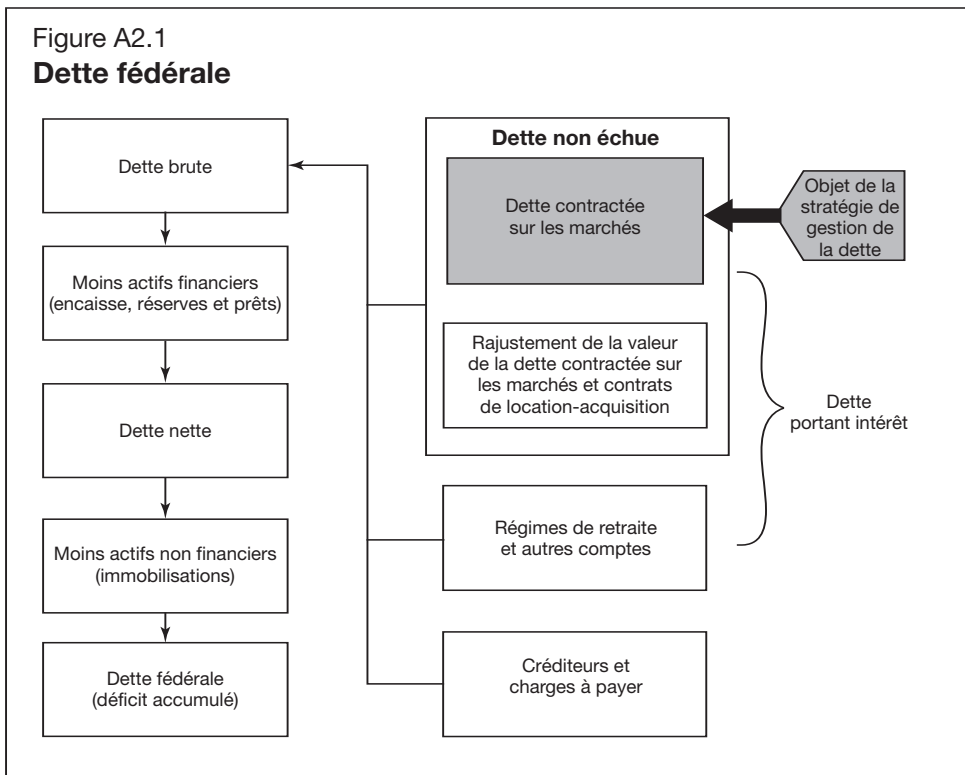 Figure A2.1
Dette fédérale
Dette brute
Moins actifs financiers
(encaisse, réserves et prêts)
Dette nette
Moins actifs non financiers
(immobilisations)
Dette fédérale
(déficit accumulé)
Dette non échue
Dette contractée
sur les marchés
Rajustement de la valeur
de la dette contractée sur
les marchés et contrats
de location-acquisition
Régimes de retraite
et autres comptes
Créditeurs et
charges à payer
Objet de la
stratégie de
gestion de
la dette
Dette
portant intérêt